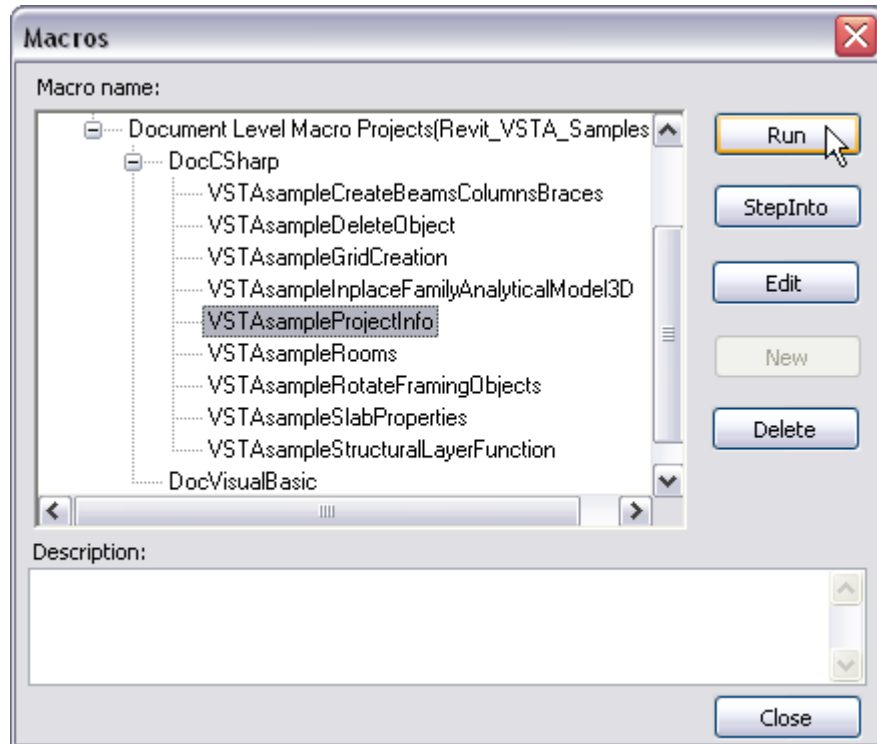 Macros
Macro name:
Document Level Macro Projects(Revit_VSTA_Samples
DocCSharp
VSTAsampleCreateBeamsColumnsBraces
VSTAsampleDeleteObject
VSTAsampleGridCreation
VSTAsampleInplaceFamilyAnalyticalModel3D
VSTAsampleProjectInfo
VSTAsampleRooms
VSTAsampleRotateFramingObjects
VSTAsampleSlabProperties
VSTAsampleStructuralLayerFunction
DocVisualBasic
Run
StepInto
Edit
New
Delete
Description:
Close